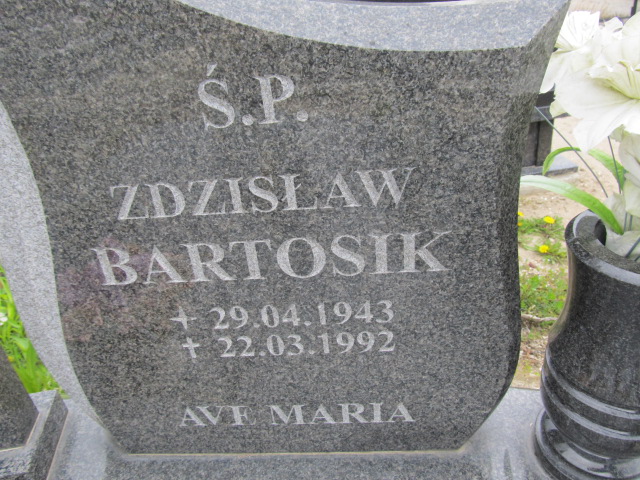 Ś.P.
ZDZISŁAW
BARTOSIK
+ 29.04.1943
† 22.03.1992
AVE MARIA